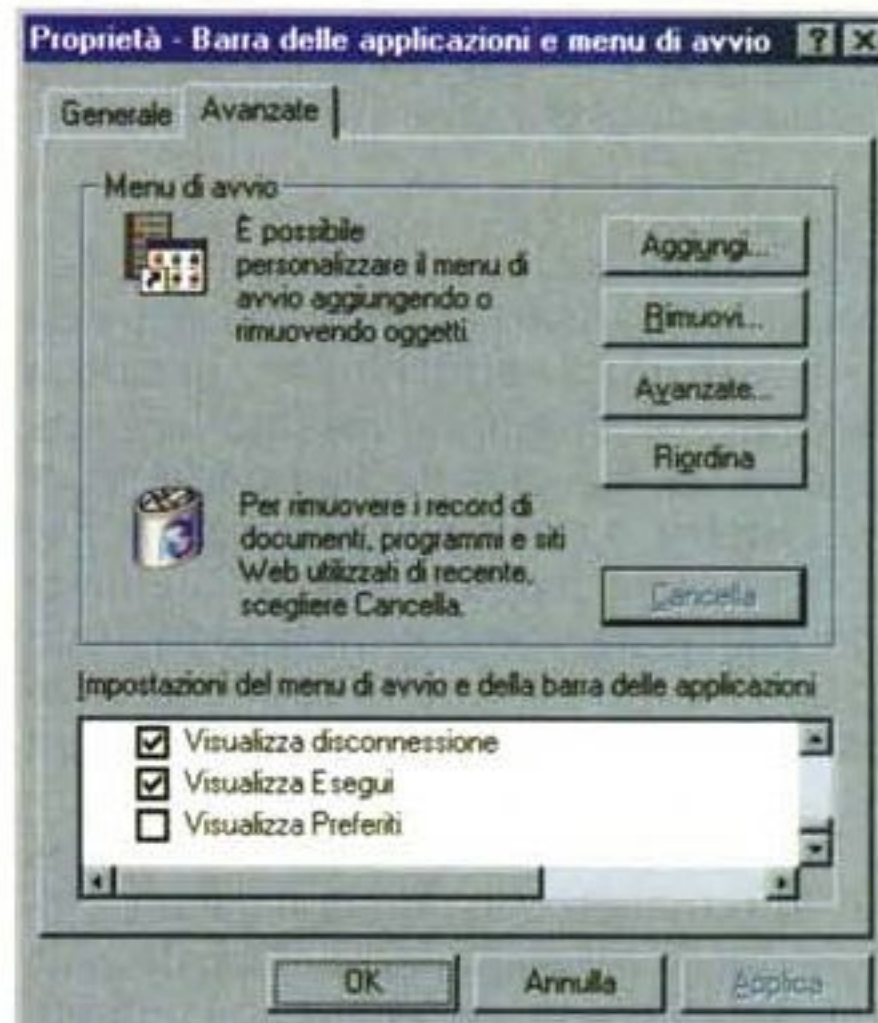 Proprietà - Barra delle applicazioni e menu di avvio
Generale
Avanzate
Menu di avvio
È possibile
personalizzare il menu di
avvio aggiungendo o
rimuovendo oggetti.
Aggiungi...
Rimuovi...
Avanzate...
Riordina
Per rimuovere i record di
documenti, programmi e siti
Web utilizzati di recente,
scegliere Cancella.
Cancella
Impostazioni del menu di avvio e della barra delle applicazioni
Visualizza disconnessione
Visualizza Esegui
Visualizza Preferiti
OK
Annulla
Applica